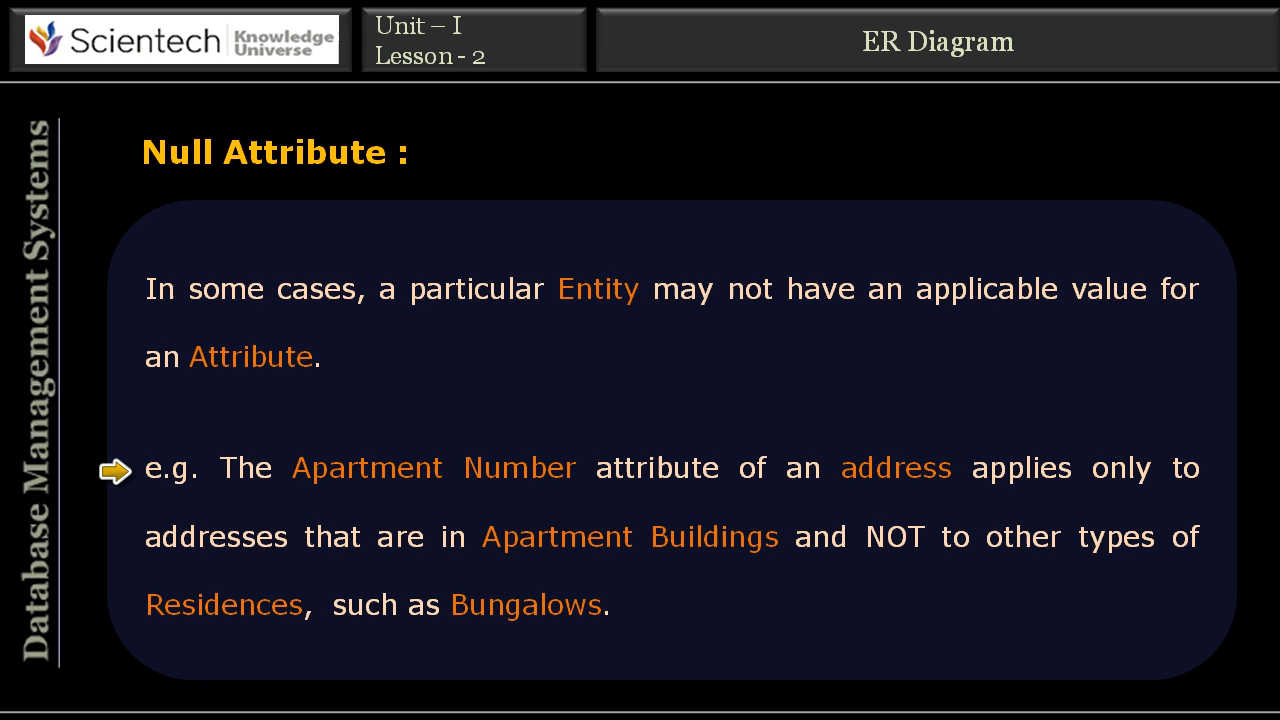 Scientech Knowledge Universe
Unit – I
Lesson - 2
ER Diagram
Database Management Systems
Null Attribute :
In some cases, a particular Entity may not have an applicable value for
an Attribute.
e.g. The Apartment Number attribute of an address applies only to
addresses that are in Apartment Buildings and NOT to other types of
Residences, such as Bungalows.